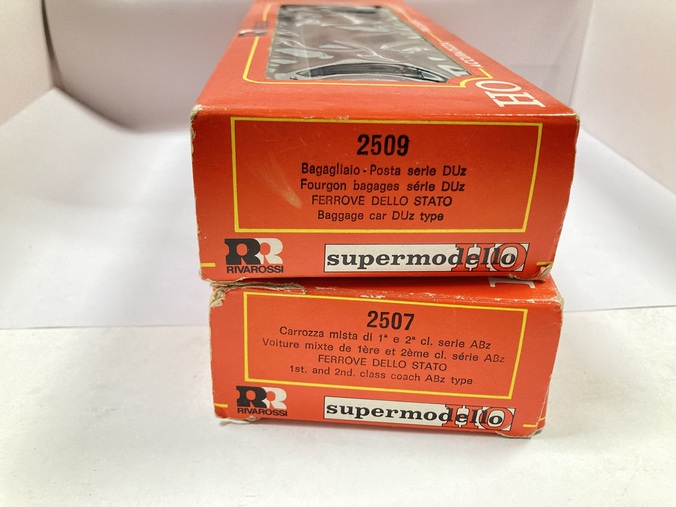 HO
2509
Bagagliaio - Posta serie DUz
Fourgon bagages série DUz
FERROVE DELLO STATO
Baggage car DUz type
RR
RIVAROSSI
supermodello HO
2507
Carrozza mista di 1ª e 2ª cl. serie ABz
Voiture mixte de 1ère et 2ème cl. série ABz
FERROVE DELLO STATO
1st. and 2nd. class coach ABz type
RR
RIVAROSSI
supermodello HO